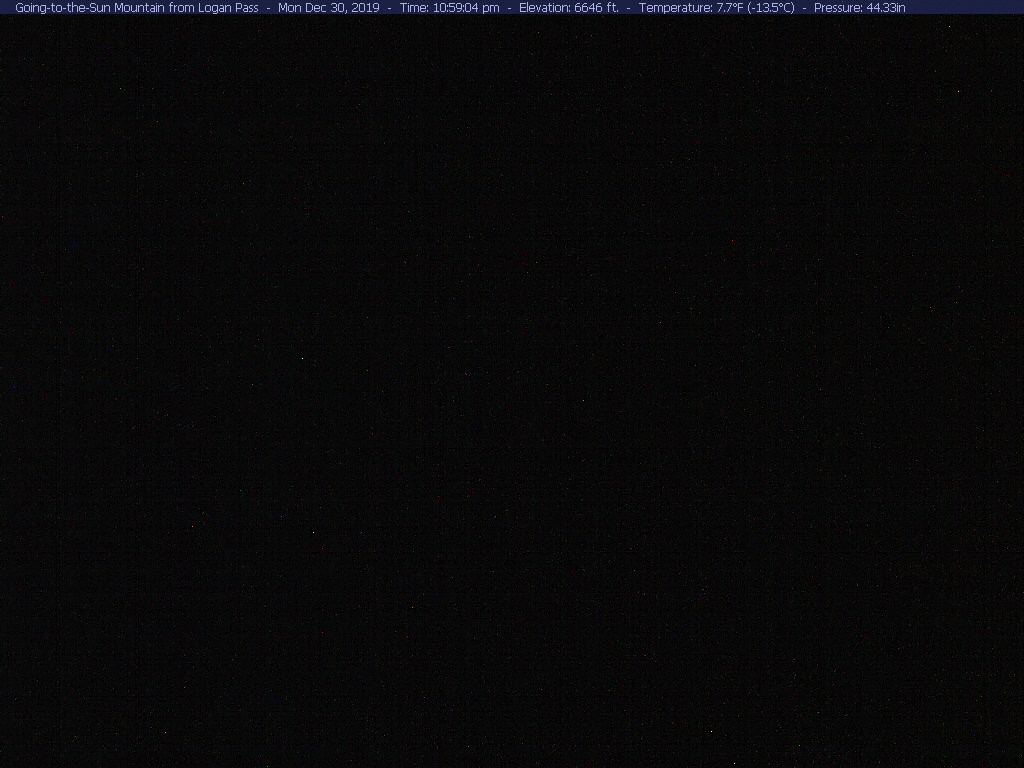 Going-to-the-Sun Mountain from Logan Pass - Mon Dec 30, 2019 - Time: 10:59:04 pm - Elevation: 6646 ft. - Temperature: 7.7°F (-13.5°C) - Pressure: 44.33in